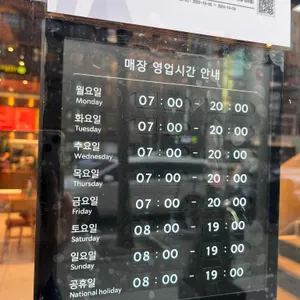 매장 영업시간 안내
월요일 07 : 00 - 20 : 00
Monday
화요일 07 : 00 - 20 : 00
Tuesday
수요일 07 : 00 - 20 : 00
Wednesday
목요일 07 : 00 - 20 : 00
Thursday
금요일 07 : 00 - 20 : 00
Friday
토요일 08 : 00 - 19 : 00
Saturday
일요일 08 : 00 - 19 : 00
Sunday
공휴일 08 : 00 - 19 : 00
National holiday